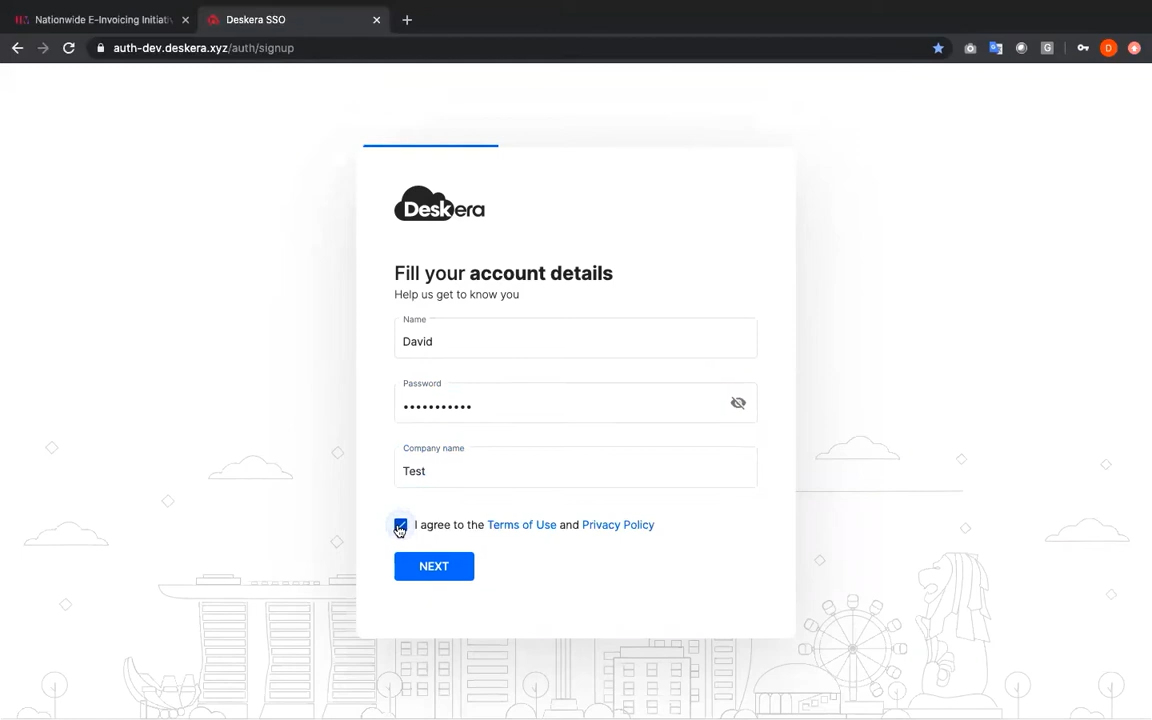 Nationwide E-Invoicing Initiativ
Deskera SSO
auth-dev.deskera.xyz/auth/signup
G
D
Deskera
Fill your account details
Help us get to know you
Name
David
Password
•••••••••••
Company name
Test
I agree to the Terms of Use and Privacy Policy
NEXT